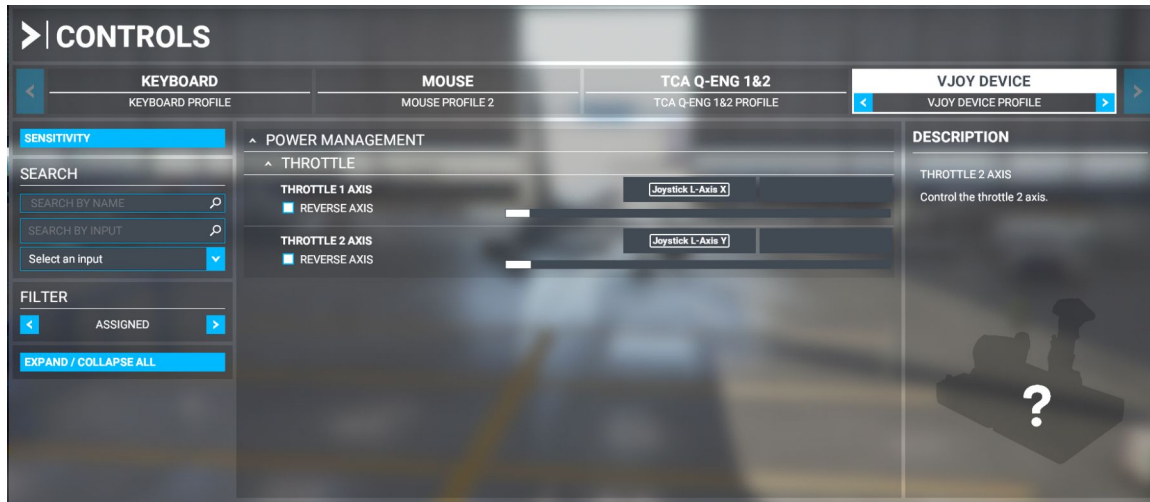 CONTROLS
KEYBOARD
KEYBOARD PROFILE
MOUSE
MOUSE PROFILE 2
TCA Q-ENG 1&2
TCA Q-ENG 1&2 PROFILE
VJOY DEVICE
VJOY DEVICE PROFILE
SENSITIVITY
SEARCH
SEARCH BY NAME
SEARCH BY INPUT
Select an input
FILTER
ASSIGNED
EXPAND / COLLAPSE ALL
POWER MANAGEMENT
THROTTLE
THROTTLE 1 AXIS
Joystick L-Axis X
REVERSE AXIS
THROTTLE 2 AXIS
Joystick L-Axis Y
REVERSE AXIS
DESCRIPTION
THROTTLE 2 AXIS
Control the throttle 2 axis.
?